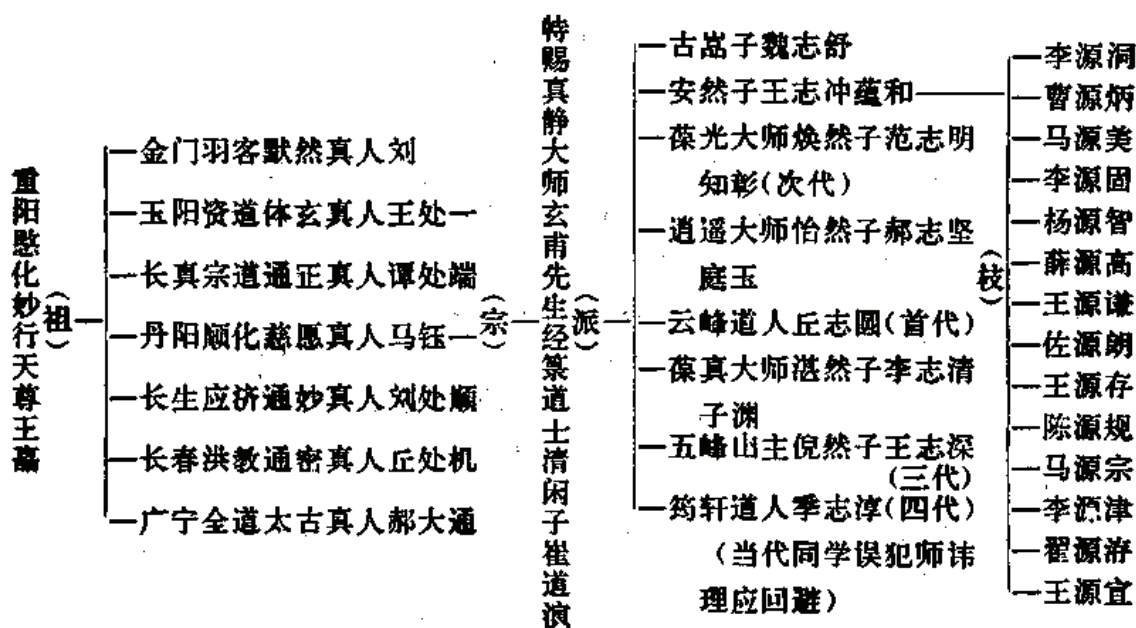 重阳愍化妙行天尊王嚞
(祖)
金门羽客默然真人刘
玉阳资道体玄真人王处一
长真宗道通正真人谭处端
丹阳顺化慈愿真人马钰
长生应济通妙真人刘处顺
长春洪教通密真人丘处机
广宁全道太古真人郝大通
(宗)
特赐真静大师玄甫先生经箓道士清闲子崔道演
(派)
古嵓子魏志舒
安然子王志冲蕴和
葆光大师焕然子范志明
知彰(次代)
逍遥大师怡然子郝志坚
庭玉
云峰道人丘志圆(首代)
葆真大师湛然子李志清
子渊
五峰山主倪然子王志深
(三代)
筠轩道人季志淳(四代)
(当代同学误犯师讳
理应回避)
(枝)
李源洞
曹源炳
马源美
李源固
杨源智
薛源高
王源谦
佐源朗
王源存
陈源规
马源宗
李源津
翟源洊
王源宜